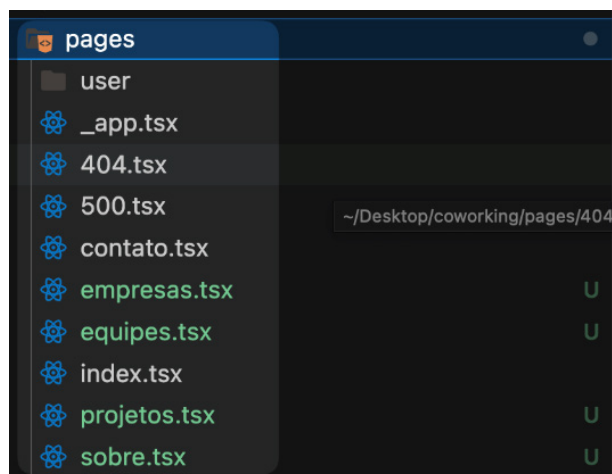 pages
user
_app.tsx
404.tsx
500.tsx
~/Desktop/coworking/pages/404
contato.tsx
empresas.tsx U
equipes.tsx U
index.tsx
projetos.tsx U
sobre.tsx U